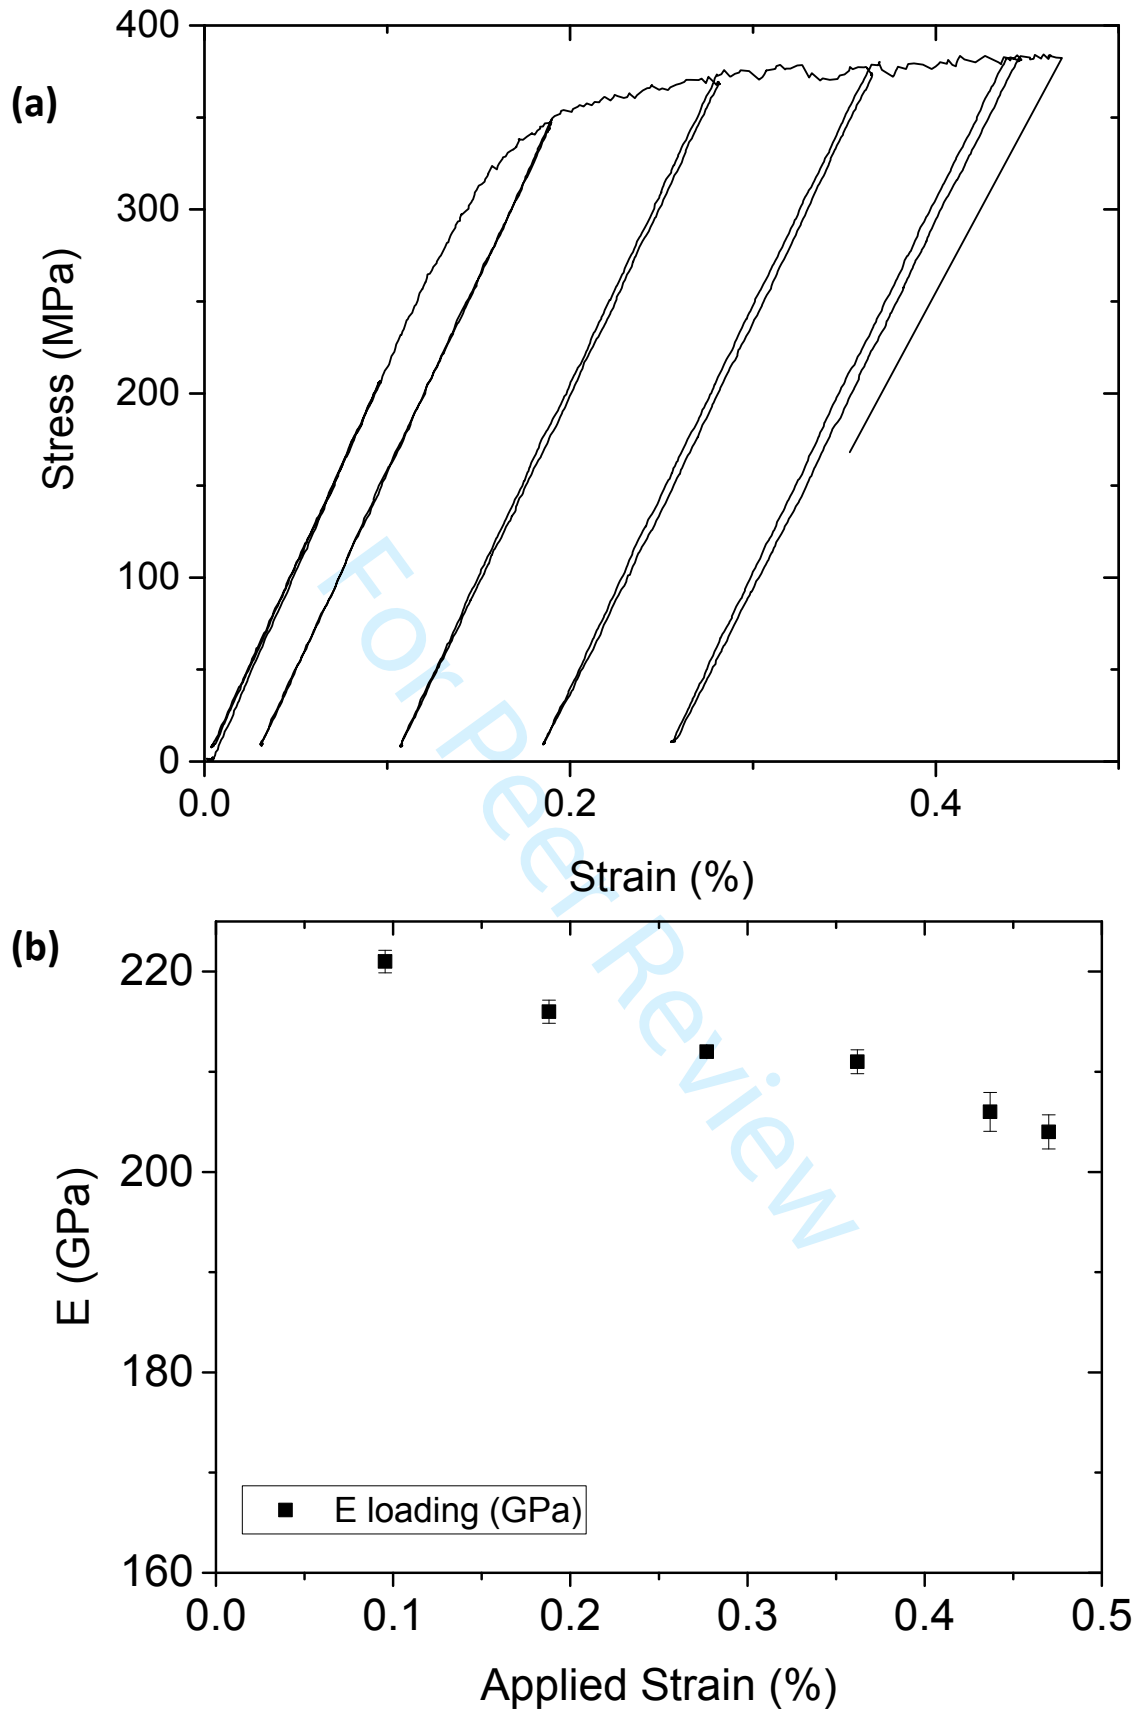 (a)
400
300
200
100
0
Stress (MPa)
0.0 0.2 0.4
Strain (%)
For Peer Review
(b)
220
200
180
160
E (GPa)
E loading (GPa)
0.0 0.1 0.2 0.3 0.4 0.5
Applied Strain (%)